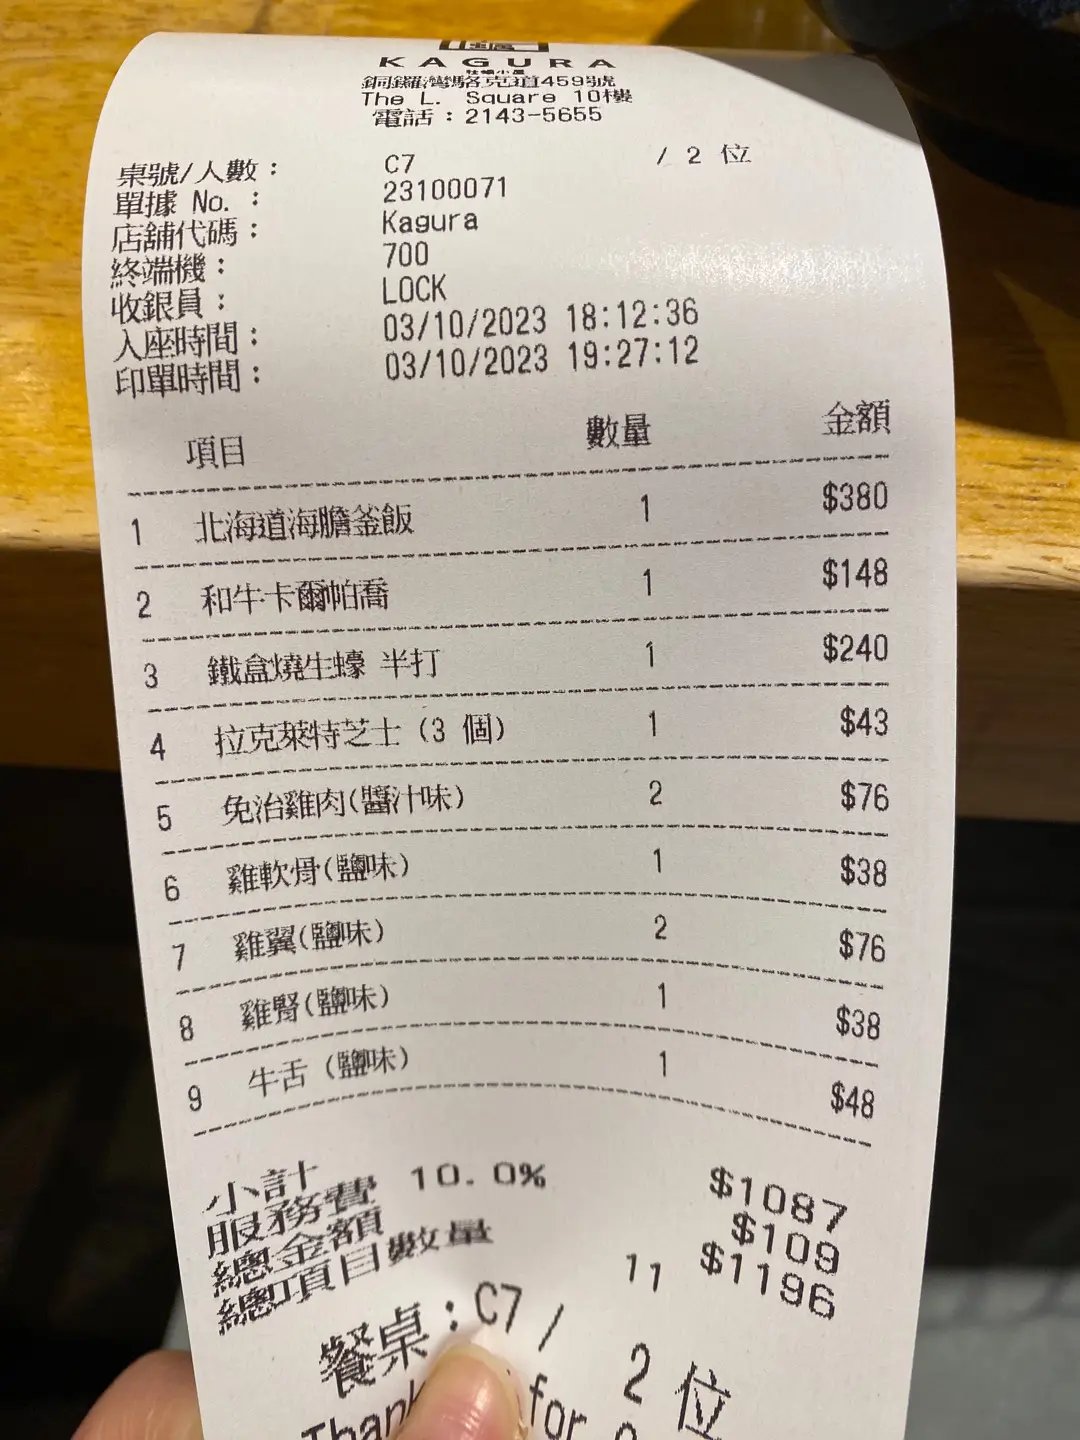 KAGURA
銅鑼灣駱克道459號
The L. Square 10樓
電話：2143-5655
桌號/人數： C7 / 2 位
單據 No. ： 23100071
店舖代碼： Kagura
終端機： 700
收銀員： LOCK
入座時間： 03/10/2023 18:12:36
印單時間： 03/10/2023 19:27:12
項目 數量 金額
1 北海道海膽釜飯 1 $380
2 和牛卡爾帕喬 1 $148
3 鐵盒燒生蠔 半打 1 $240
4 拉克萊特芝士 (3 個) 1 $43
5 免治雞肉(醬汁味) 2 $76
6 雞軟骨(鹽味) 1 $38
7 雞翼(鹽味) 2 $76
8 雞腎(鹽味) 1 $38
9 牛舌 (鹽味) 1 $48
小計 $1087
服務費 10.0% $109
總金額 $1196
總項目數量 11
餐桌：C7 / 2 位
for